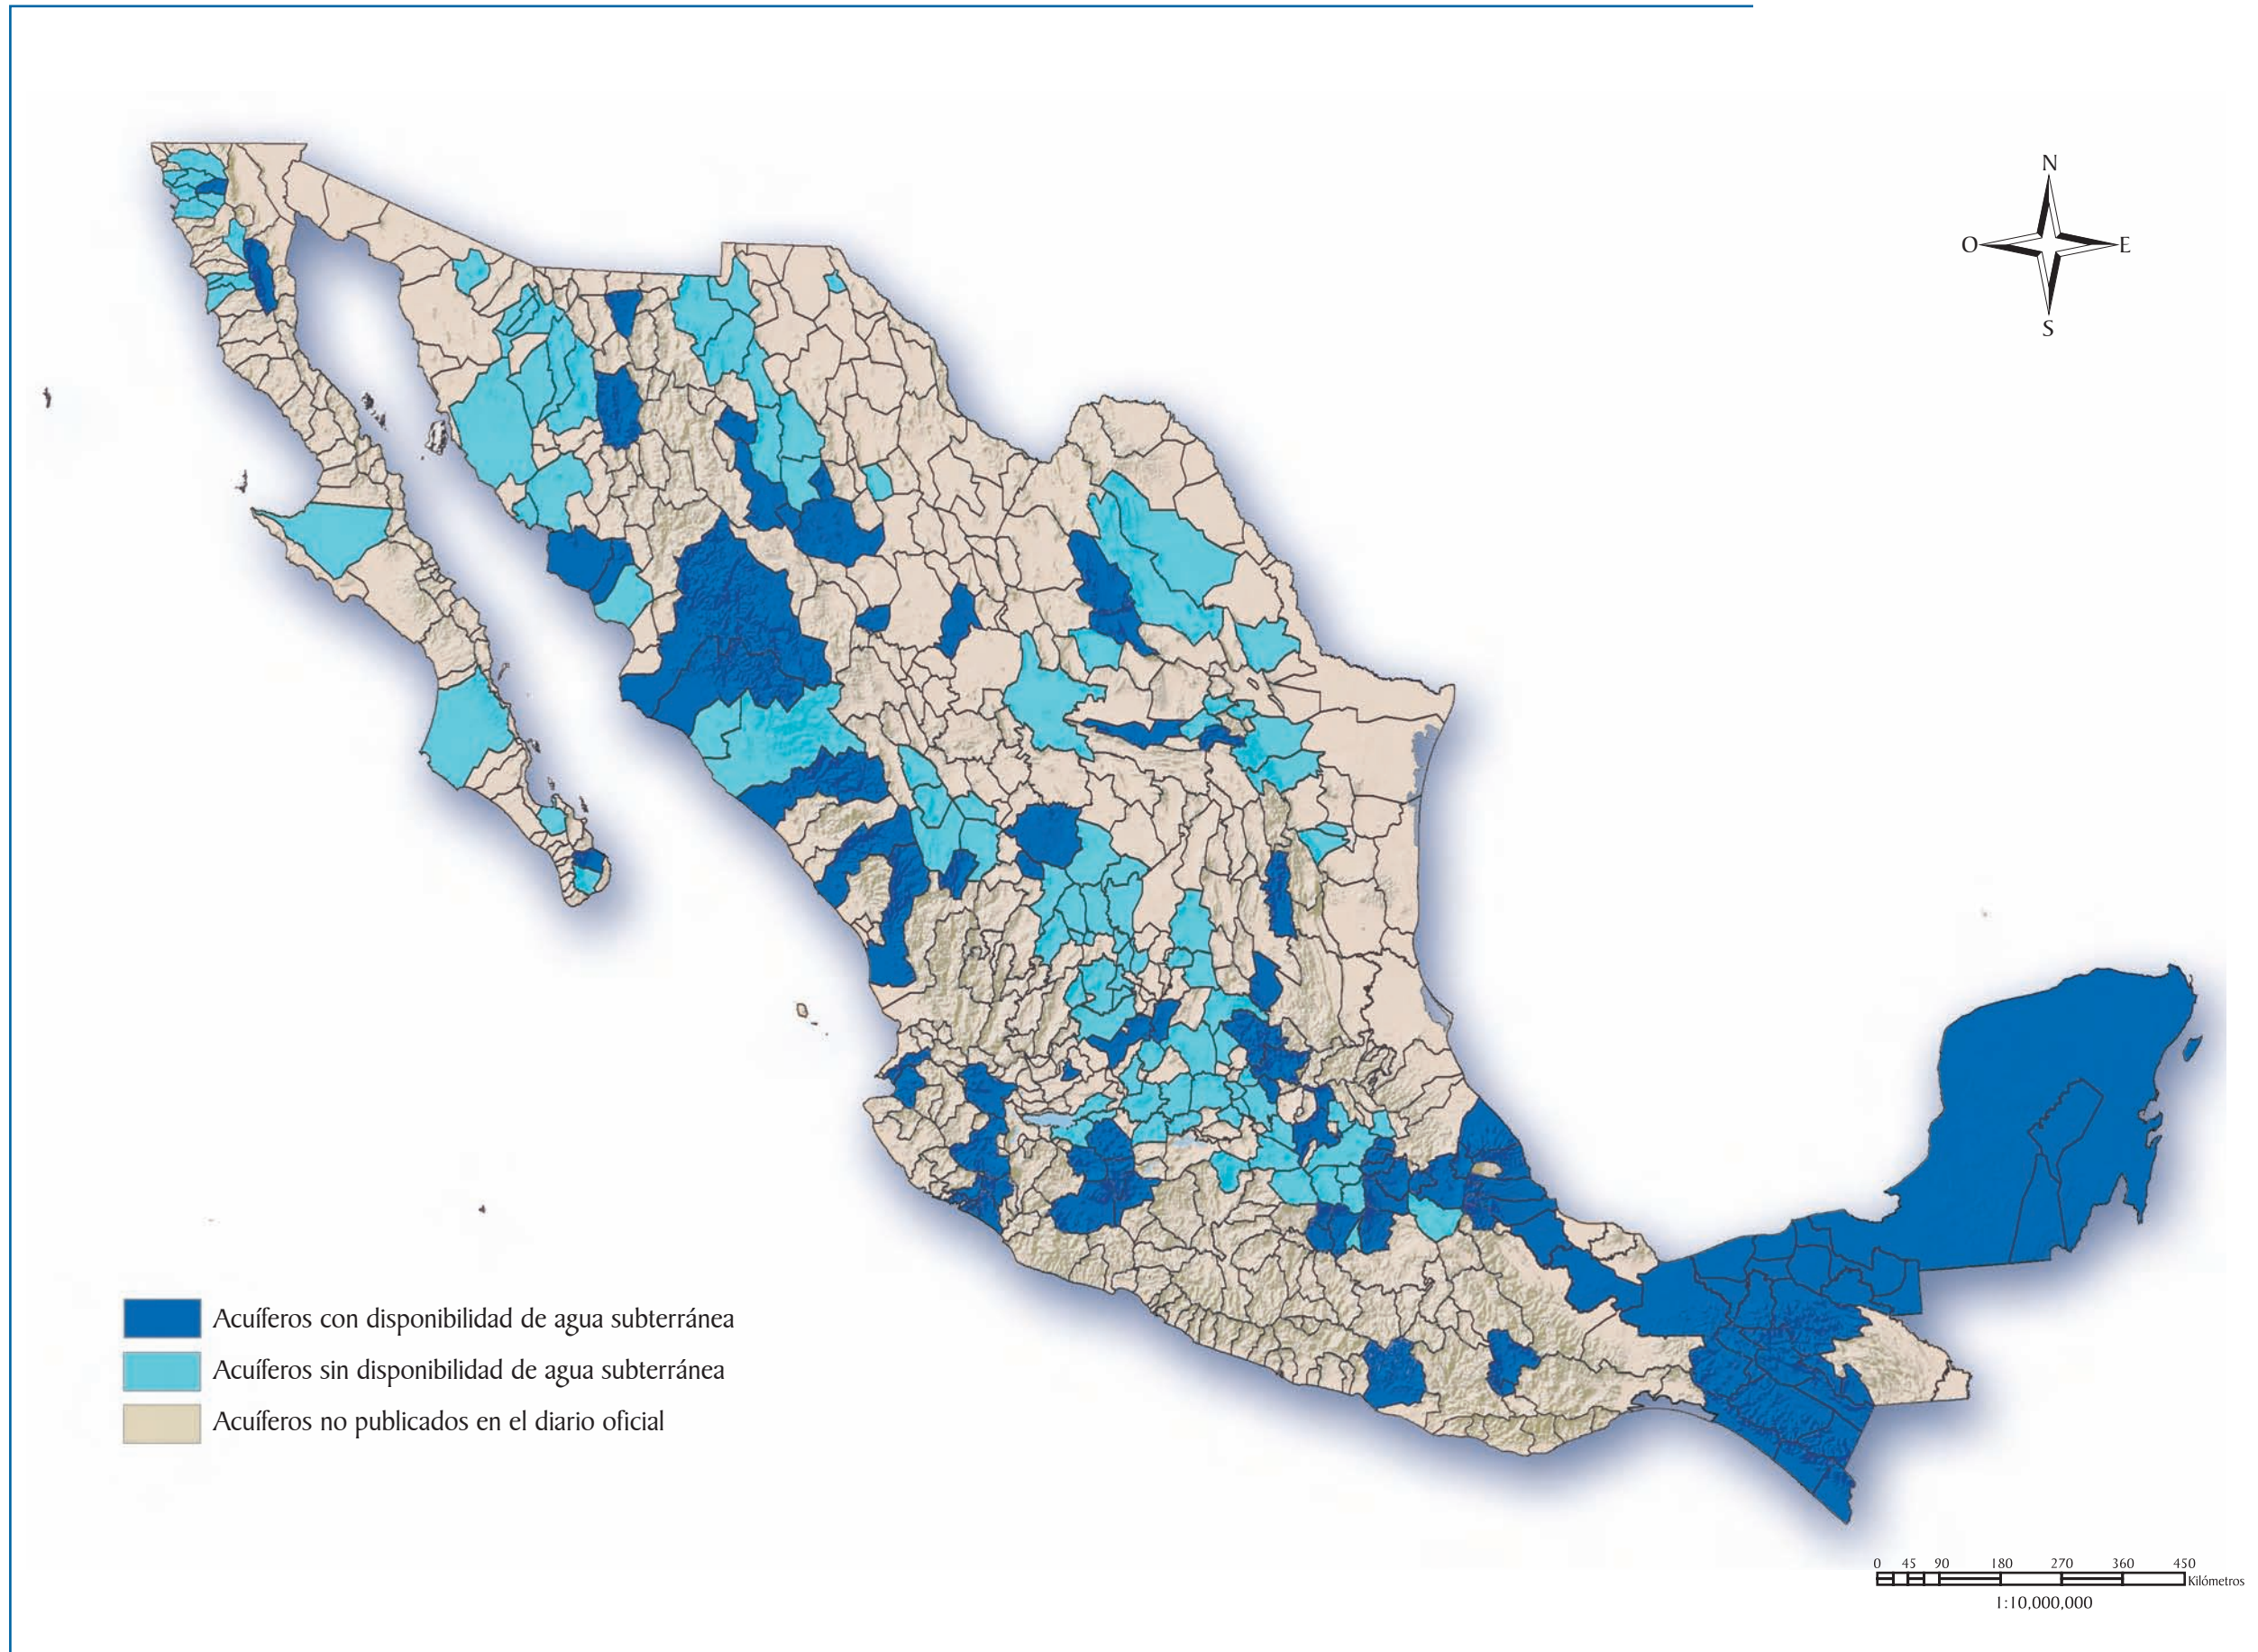 N
O
E
S
Acuíferos con disponibilidad de agua subterránea
Acuíferos sin disponibilidad de agua subterránea
Acuíferos no publicados en el diario oficial
0 45 90 180 270 360 450
Kilómetros
1:10,000,000